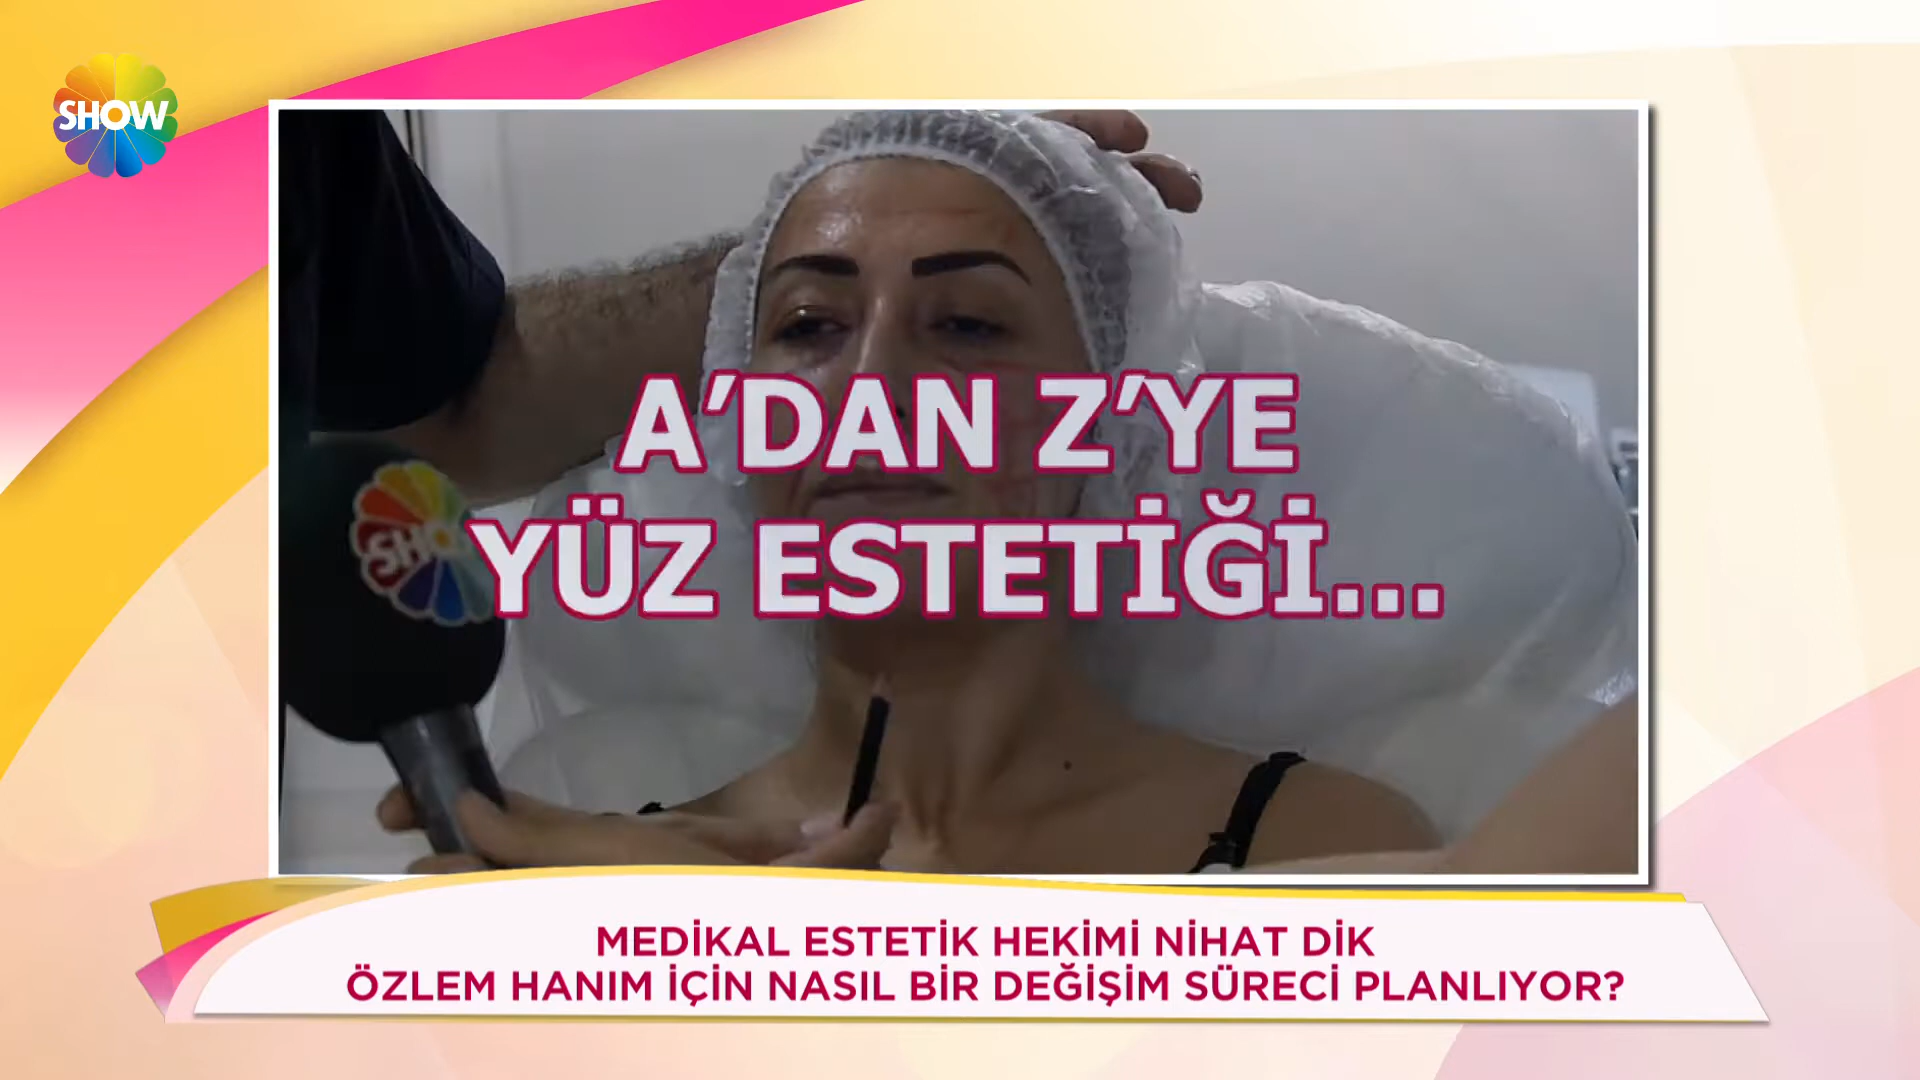 SHOW
A'DAN Z'YE
SHO
YÜZ ESTETİĞİ...
MEDİKAL ESTETİK HEKİMİ NİHAT DİK
ÖZLEM HANIM İÇİN NASIL BİR DEĞİŞİM SÜRECİ PLANLIYOR?